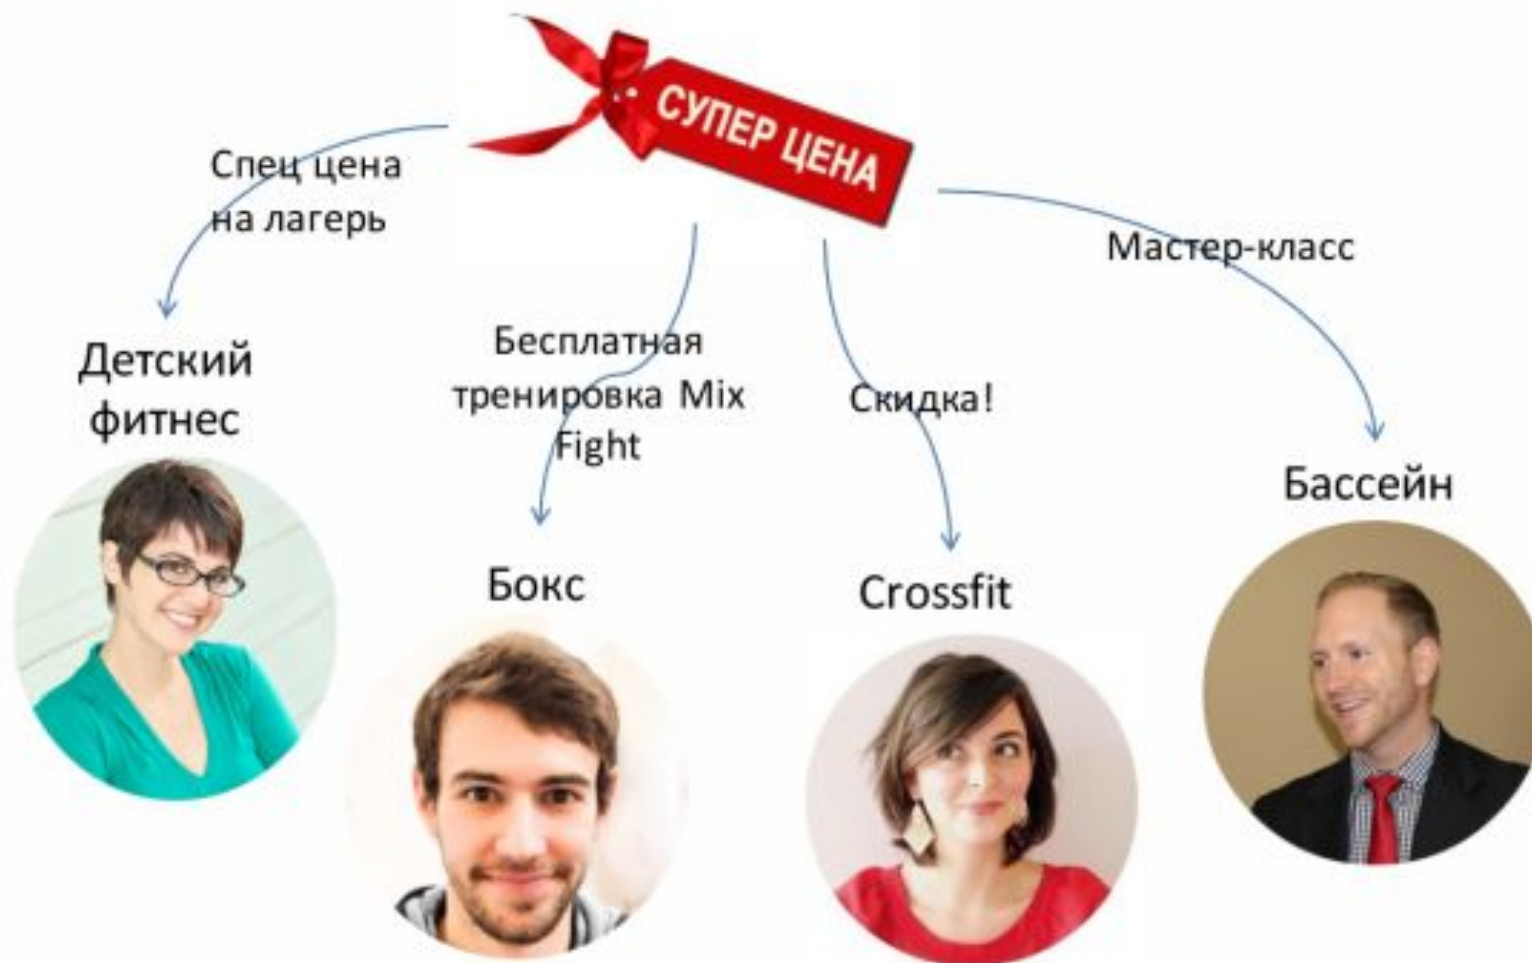 СУПЕР ЦЕНА
Спец цена
на лагерь
Детский
фитнес
Бесплатная
тренировка Mix
Fight
Бокс
Скидка!
Crossfit
Мастер-класс
Бассейн